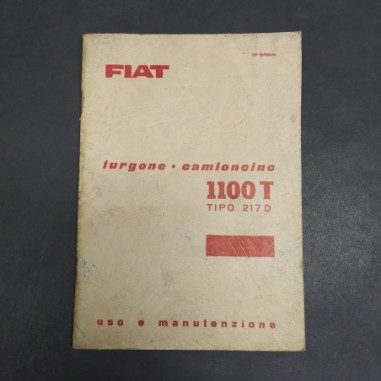 FIAT
furgone • camioncino
1100 T
TIPO 217 D
uso e manutenzione